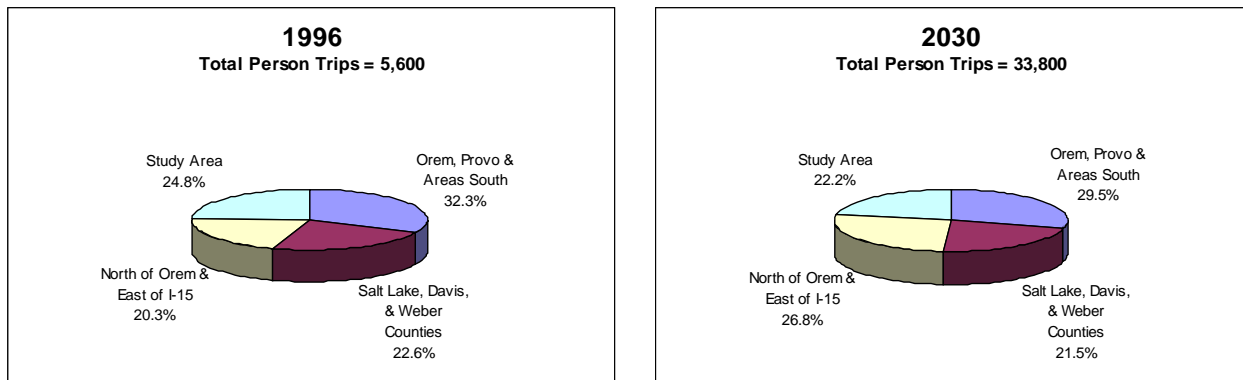 1996
Total Person Trips = 5,600
Study Area
24.8%
Orem, Provo &
Areas South
32.3%
North of Orem &
East of I-15
20.3%
Salt Lake, Davis,
& Weber
Counties
22.6%
2030
Total Person Trips = 33,800
Study Area
22.2%
Orem, Provo &
Areas South
29.5%
North of Orem &
East of I-15
26.8%
Salt Lake, Davis,
& Weber
Counties
21.5%